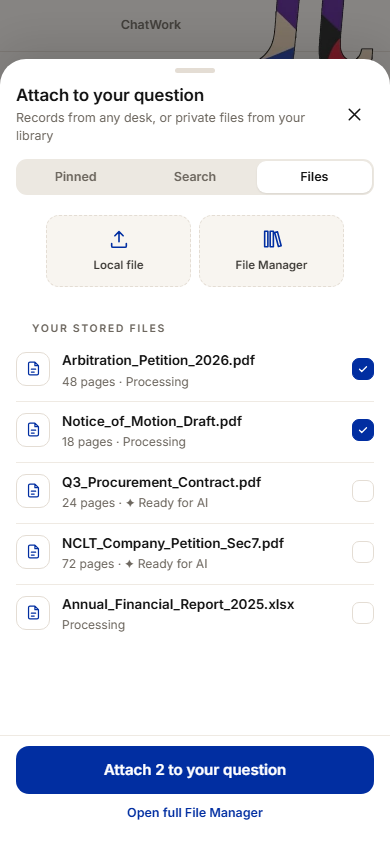 ChatWork
Attach to your question
Records from any desk, or private files from your
library
Pinned
Search
Files
Local file
File Manager
YOUR STORED FILES
Arbitration_Petition_2026.pdf
48 pages · Processing
Notice_of_Motion_Draft.pdf
18 pages · Processing
Q3_Procurement_Contract.pdf
24 pages · ✦ Ready for AI
NCLT_Company_Petition_Sec7.pdf
72 pages · ✦ Ready for AI
Annual_Financial_Report_2025.xlsx
Processing
Attach 2 to your question
Open full File Manager